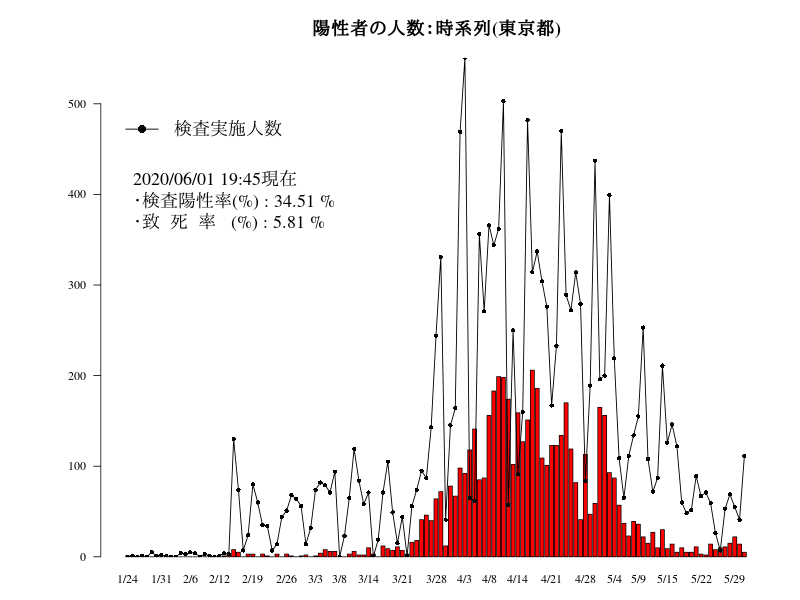 陽性者の人数:時系列(東京都)
500
検査実施人数
2020/06/01 19:45現在
・検査陽性率(%) : 34.51 %
・致 死 率 (%) : 5.81 %
400
300
200
100
0
1/24 1/31 2/6 2/12 2/19 2/26 3/3 3/8 3/14 3/21 3/28 4/3 4/8 4/14 4/21 4/28 5/4 5/9 5/15 5/22 5/29